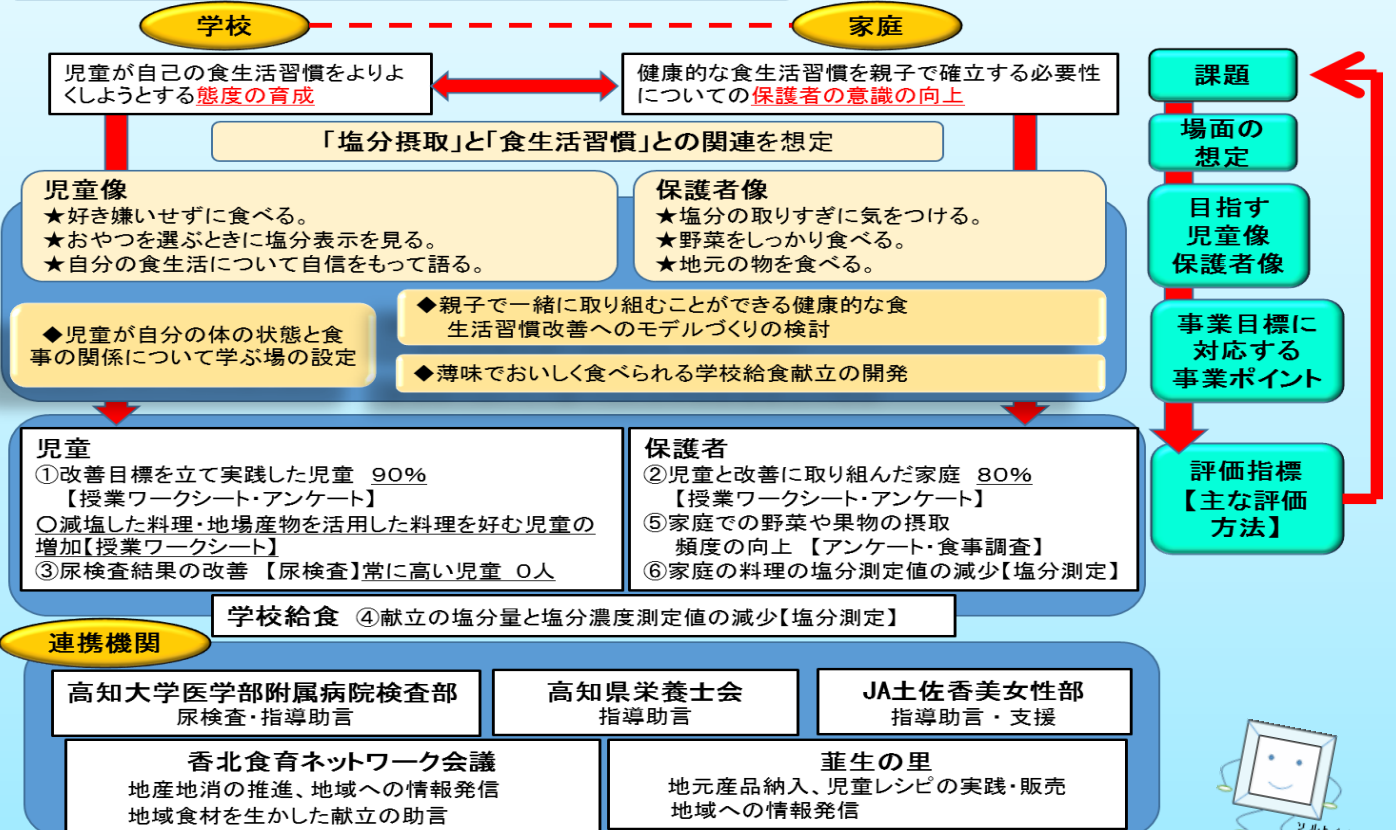 学校
家庭
児童が自己の食生活習慣をよりよ
くしようとする態度の育成
健康的な食生活習慣を親子で確立する必要性
についての保護者の意識の向上
「塩分摂取」と「食生活習慣」との関連を想定
児童像
★好き嫌いせずに食べる。
★おやつを選ぶときに塩分表示を見る。
★自分の食生活について自信をもって語る。
保護者像
★塩分の取りすぎに気をつける。
★野菜をしっかり食べる。
★地元の物を食べる。
◆児童が自分の体の状態と食
事の関係について学ぶ場の設定
◆親子で一緒に取り組むことができる健康的な食
生活習慣改善へのモデルづくりの検討
◆薄味でおいしく食べられる学校給食献立の開発
児童
①改善目標を立て実践した児童 90%
【授業ワークシート・アンケート】
○減塩した料理・地場産物を活用した料理を好む児童の
増加【授業ワークシート】
③尿検査結果の改善 【尿検査】常に高い児童 0人
保護者
②児童と改善に取り組んだ家庭 80%
【授業ワークシート・アンケート】
⑤家庭での野菜や果物の摂取
頻度の向上 【アンケート・食事調査】
⑥家庭の料理の塩分測定値の減少【塩分測定】
学校給食 ④献立の塩分量と塩分濃度測定値の減少【塩分測定】
連携機関
高知大学医学部附属病院検査部
尿検査・指導助言
高知県栄養士会
指導助言
JA土佐香美女性部
指導助言・支援
香北食育ネットワーク会議
地産地消の推進、地域への情報発信
地域食材を生かした献立の助言
韮生の里
地元産品納入、児童レシピの実践・販売
地域への情報発信
課題
場面の
想定
目指す
児童像
保護者像
事業目標に
対応する
事業ポイント
評価指標
【主な評価
方法】